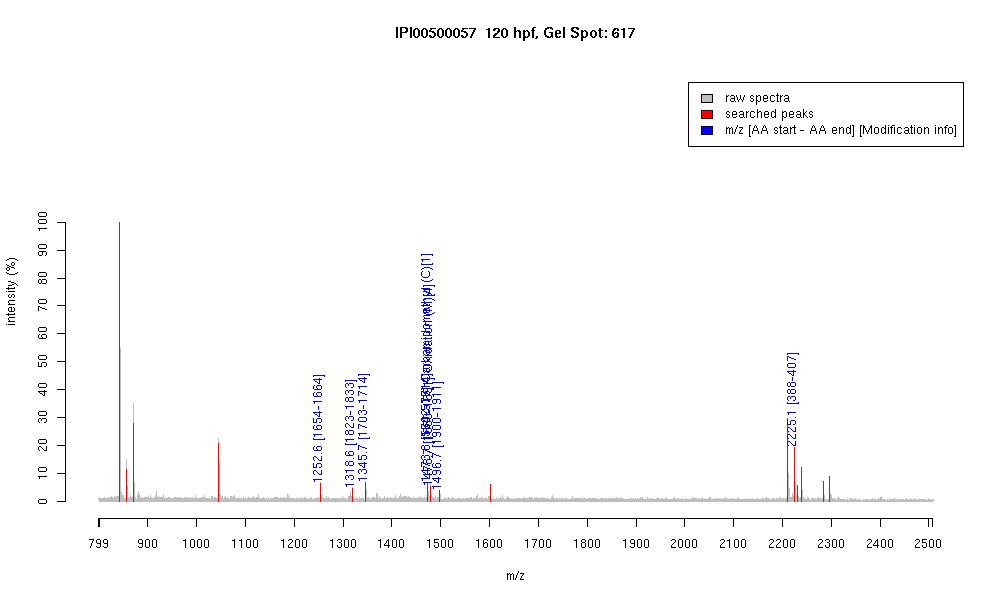 IPI00500057 120 hpf, Gel Spot: 617
raw spectra
searched peaks
m/z [AA start - AA end] [Modification info]
intensity (%)
100
90
80
70
60
50
40
30
20
10
0
1252.6 [1654-1664]
1318.6 [1823-1833]
1345.7 [1703-1714]
(C)[1]
1496.7 [1900-1911]
2225.1 [388-407]
799 900 1000 1100 1200 1300 1400 1500 1600 1700 1800 1900 2000 2100 2200 2300 2400 2500
m/z